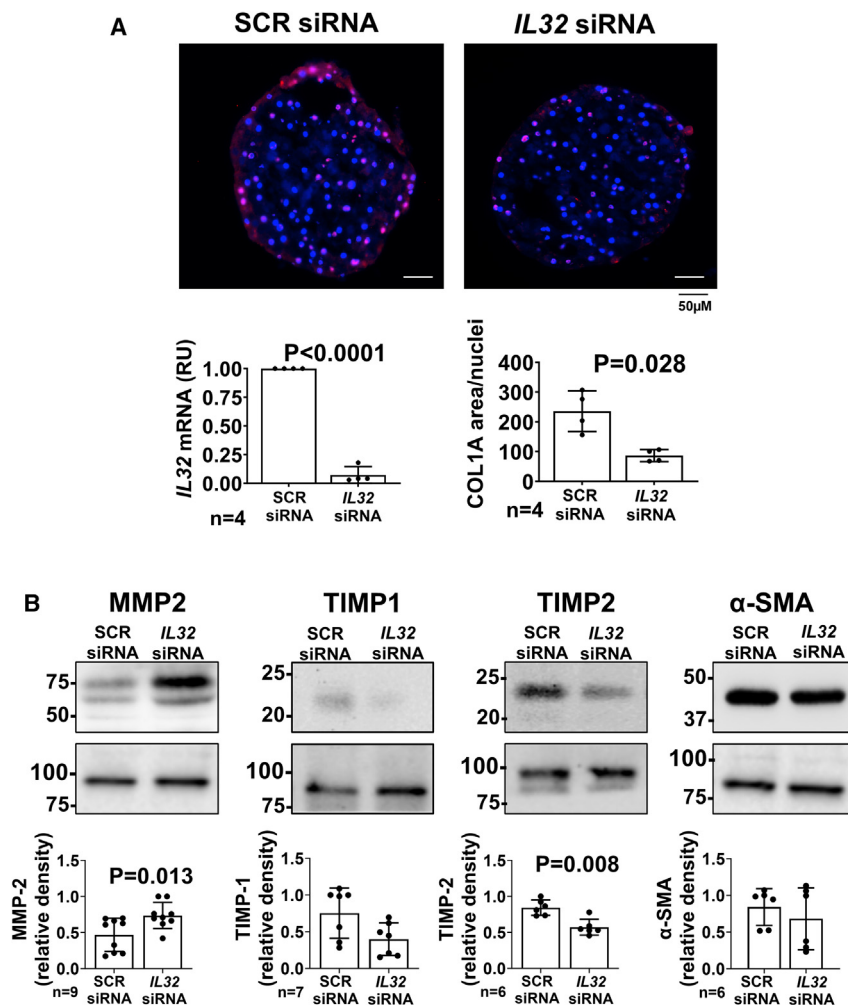 A
SCR siRNA
IL32 siRNA
50µM
IL32 mRNA (RU)
1.00
0.75
0.50
0.25
0.00
P<0.0001
SCR
siRNA
IL32
siRNA
n=4
COL1A area/nuclei
400
300
200
100
0
P=0.028
SCR
siRNA
IL32
siRNA
n=4
B
MMP2
SCR
siRNA
IL32
siRNA
75
50
100
75
MMP-2
(relative density)
1.5
1.0
0.5
0.0
P=0.013
SCR
siRNA
IL32
siRNA
n=9
TIMP1
SCR
siRNA
IL32
siRNA
25
20
100
75
TIMP-1
(relative density)
1.5
1.0
0.5
0.0
SCR
siRNA
IL32
siRNA
n=7
TIMP2
SCR
siRNA
IL32
siRNA
25
20
100
75
TIMP-2
(relative density)
1.5
1.0
0.5
0.0
P=0.008
SCR
siRNA
IL32
siRNA
n=6
α-SMA
SCR
siRNA
IL32
siRNA
50
37
100
75
α-SMA
(relative density)
1.5
1.0
0.5
0.0
SCR
siRNA
IL32
siRNA
n=6